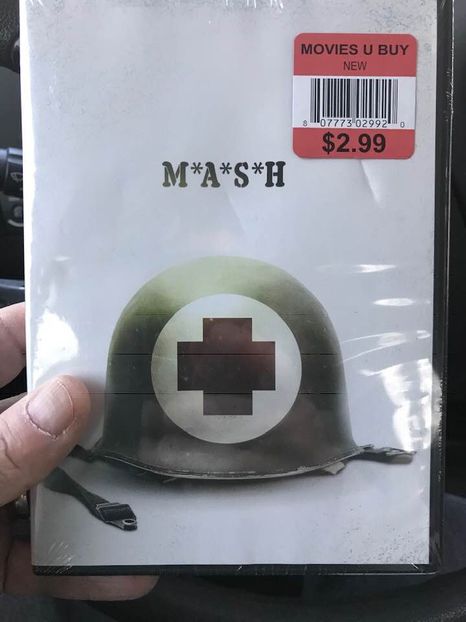 MOVIES U BUY
NEW
8 07773 02992 0
$2.99
M*A*S*H